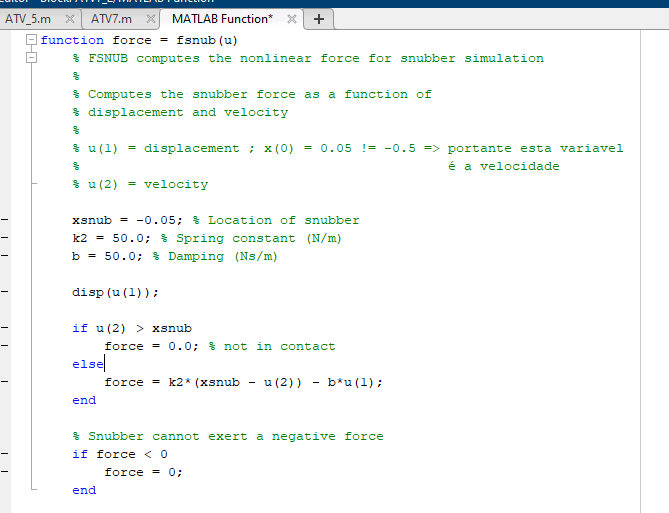 ATV_5.m × ATV7.m × MATLAB Function* × +
function force = fsnub(u)
% FSNUB computes the nonlinear force for snubber simulation
%
% Computes the snubber force as a function of
% displacement and velocity
%
% u(1) = displacement ; x(0) = 0.05 != -0.5 => portante esta variavel
% é a velocidade
% u(2) = velocity
xsnub = -0.05; % Location of snubber
k2 = 50.0; % Spring constant (N/m)
b = 50.0; % Damping (Ns/m)
disp(u(1));
if u(2) > xsnub
force = 0.0; % not in contact
else
force = k2*(xsnub - u(2)) - b*u(1);
end
% Snubber cannot exert a negative force
if force < 0
force = 0;
end